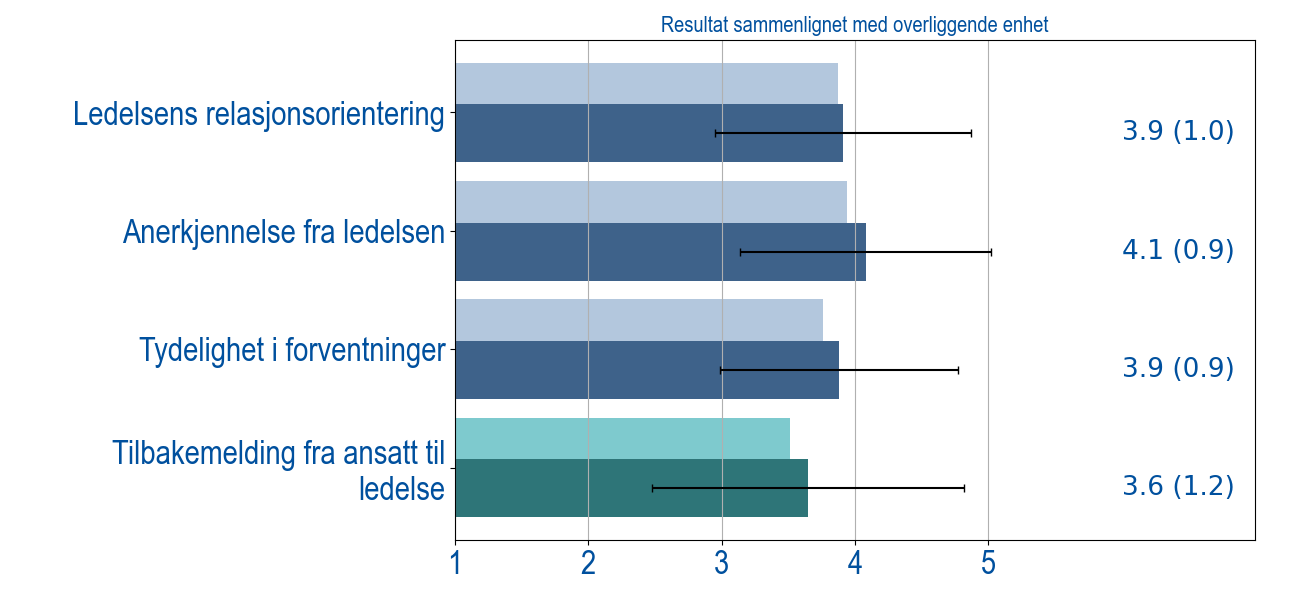 Resultat sammenlignet med overliggende enhet
Ledelsens relasjonsorientering
3.9 (1.0)
Anerkjennelse fra ledelsen
4.1 (0.9)
Tydelighet i forventninger
3.9 (0.9)
Tilbakemelding fra ansatt til
ledelse
3.6 (1.2)
1 2 3 4 5